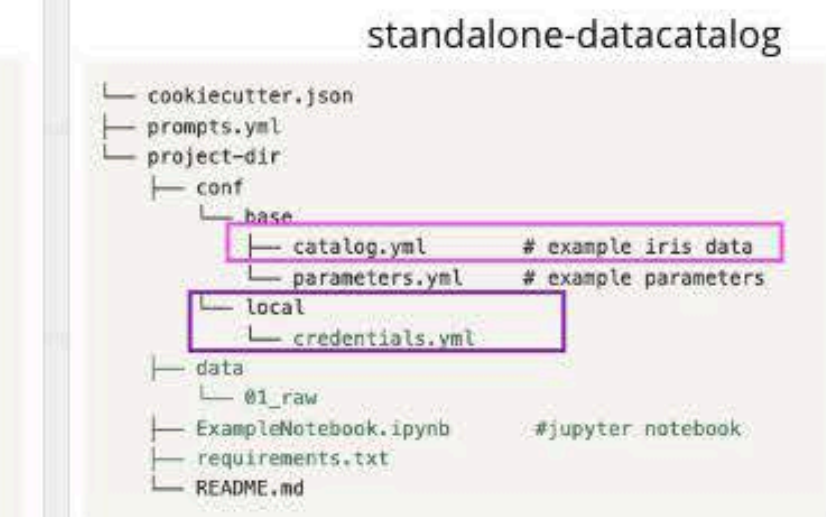 standalone-datacatalog
└── cookiecutter.json
├── prompts.yml
└── project-dir
    ├── conf
        └── base
            ├── catalog.yml        # example iris data
            └── parameters.yml     # example parameters
        └── local
            └── credentials.yml
    ├── data
        └── 01_raw
    ├── ExampleNotebook.ipynb      #jupyter notebook
    ├── requirements.txt
    └── README.md